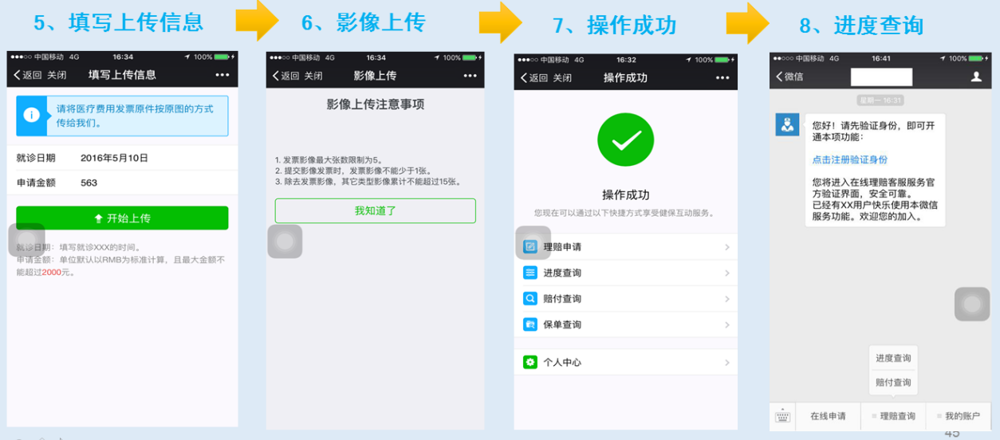 5、填写上传信息
6、影像上传
7、操作成功
8、进度查询
中国移动 4G 16:34 100%
返回 关闭 填写上传信息
请将医疗费用发票原件按原图的方式
传给我们。
就诊日期 2016年5月10日
申请金额 563
开始上传
就诊日期：填写就诊XXX的时间。
申请金额：单位默认以RMB为标准计算，且最大金额不
能超过2000元。
中国移动 4G 16:34 100%
返回 关闭 影像上传
影像上传注意事项
1. 发票影像最大张数限制为5。
2. 提交影像发票时，发票影像不能少于1张。
3. 除去发票影像，其它类型影像累计不能超过15张。
我知道了
中国移动 4G 16:32 100%
返回 关闭 操作成功
操作成功
您现在可以通过以下快捷方式享受健保互动服务。
理赔申请
进度查询
赔付查询
保单查询
个人中心
中国移动 4G 16:41 100%
微信
星期一 16:31
您好！请先验证身份，即可开
通本项功能：
点击注册验证身份
您将进入在线理赔客服服务官
方验证界面，安全可靠。
已经有XX用户快乐使用本微信
服务功能。欢迎您的加入。
进度查询
赔付查询
在线申请 理赔查询 我的账户
45